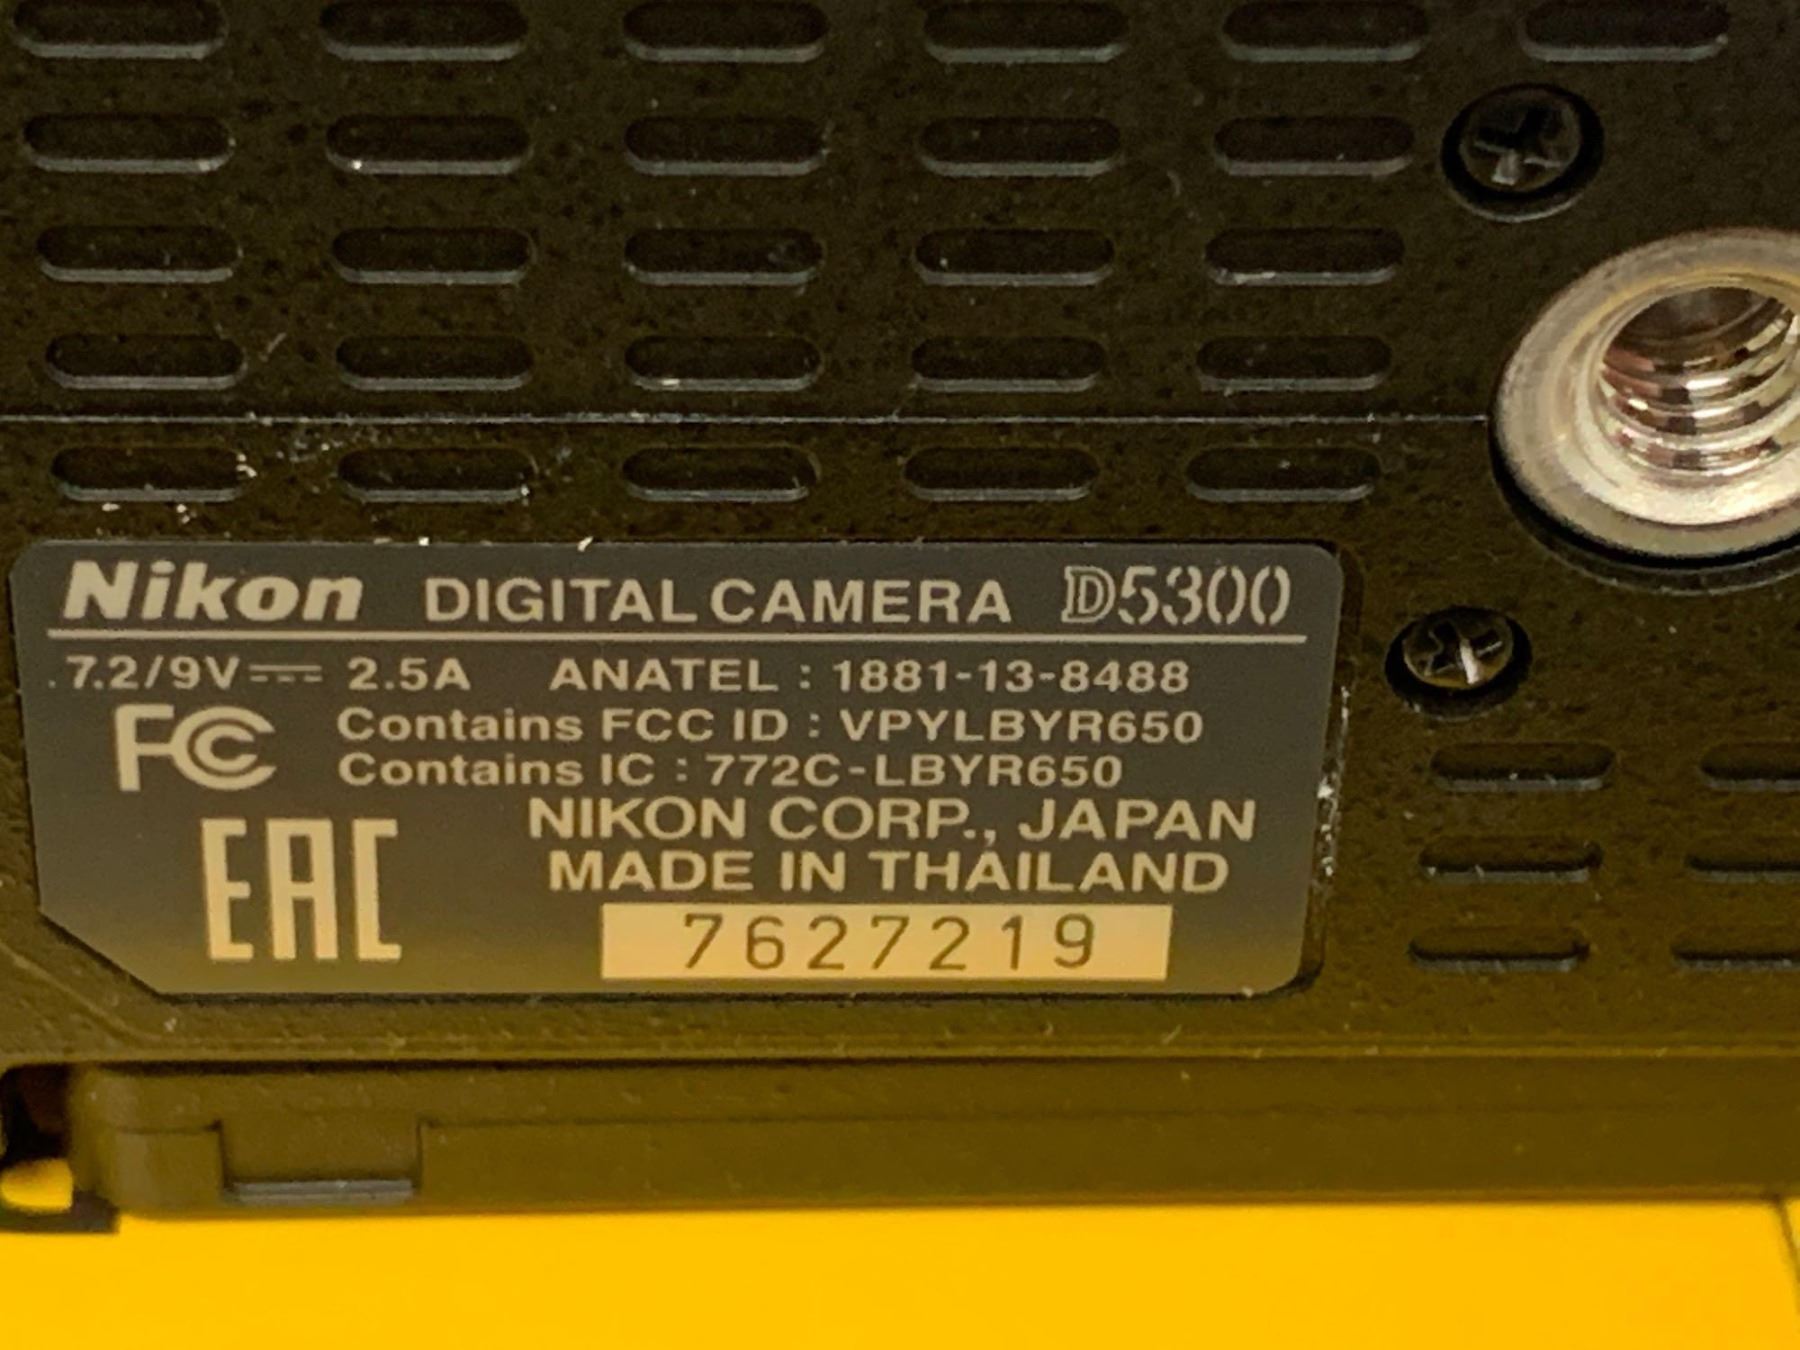 Nikon DIGITAL CAMERA D5300
7.2/9V⎓ 2.5A ANATEL : 1881-13-8488
FC Contains FCC ID : VPYLBYR650
Contains IC : 772C-LBYR650
NIKON CORP., JAPAN
EAC MADE IN THAILAND
7627219